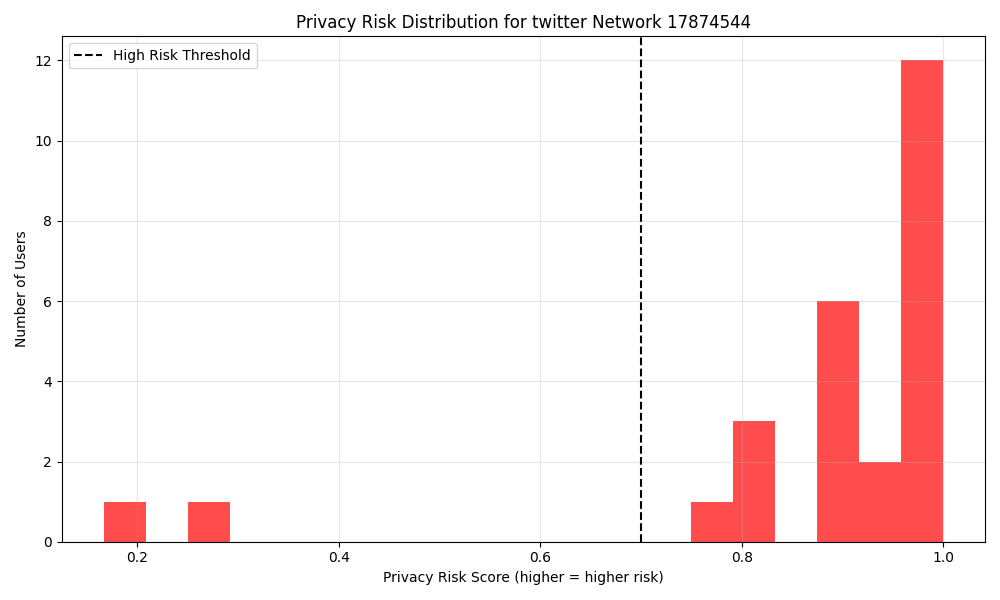 Privacy Risk Distribution for twitter Network 17874544
High Risk Threshold
12
10
8
6
4
2
0
Number of Users
0.2 0.4 0.6 0.8 1.0
Privacy Risk Score (higher = higher risk)